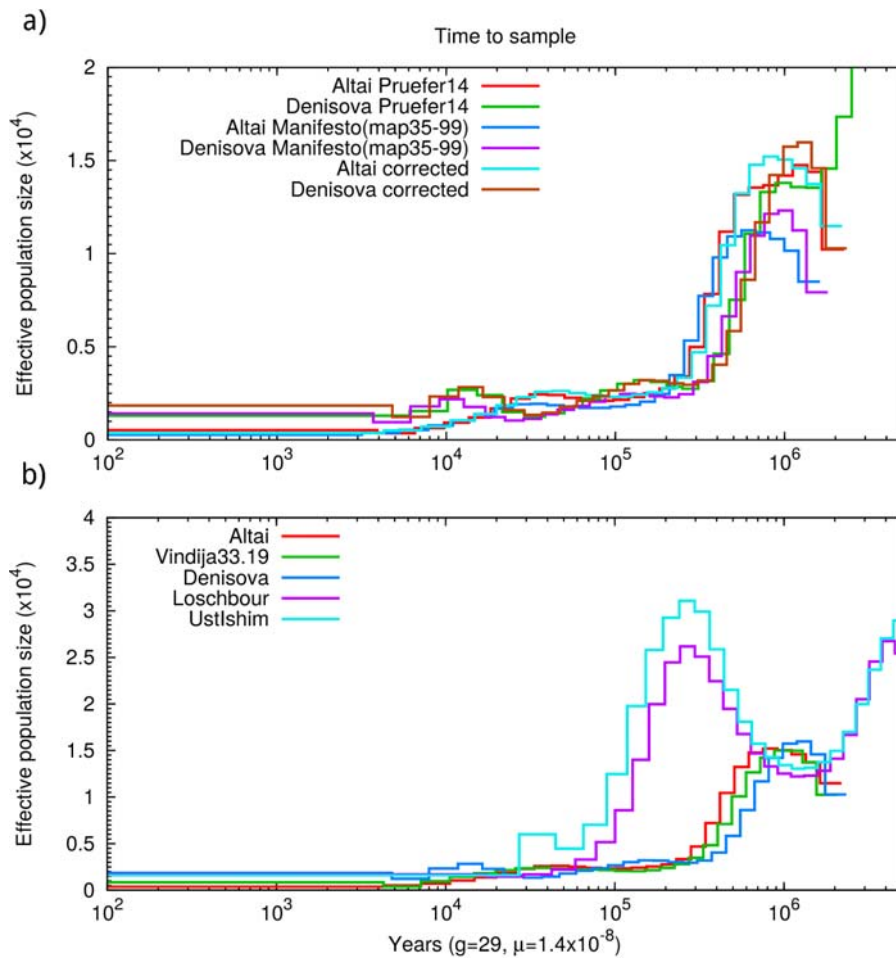 a)
Time to sample
Effective population size (x10⁴)
2
1.5
1
0.5
0
Altai Pruefer14
Denisova Pruefer14
Altai Manifesto(map35-99)
Denisova Manifesto(map35-99)
Altai corrected
Denisova corrected
10² 10³ 10⁴ 10⁵ 10⁶
b)
Effective population size (x10⁴)
4
3.5
3
2.5
2
1.5
1
0.5
0
Altai
Vindija33.19
Denisova
Loschbour
UstIshim
10² 10³ 10⁴ 10⁵ 10⁶
Years (g=29, μ=1.4x10⁻⁸)